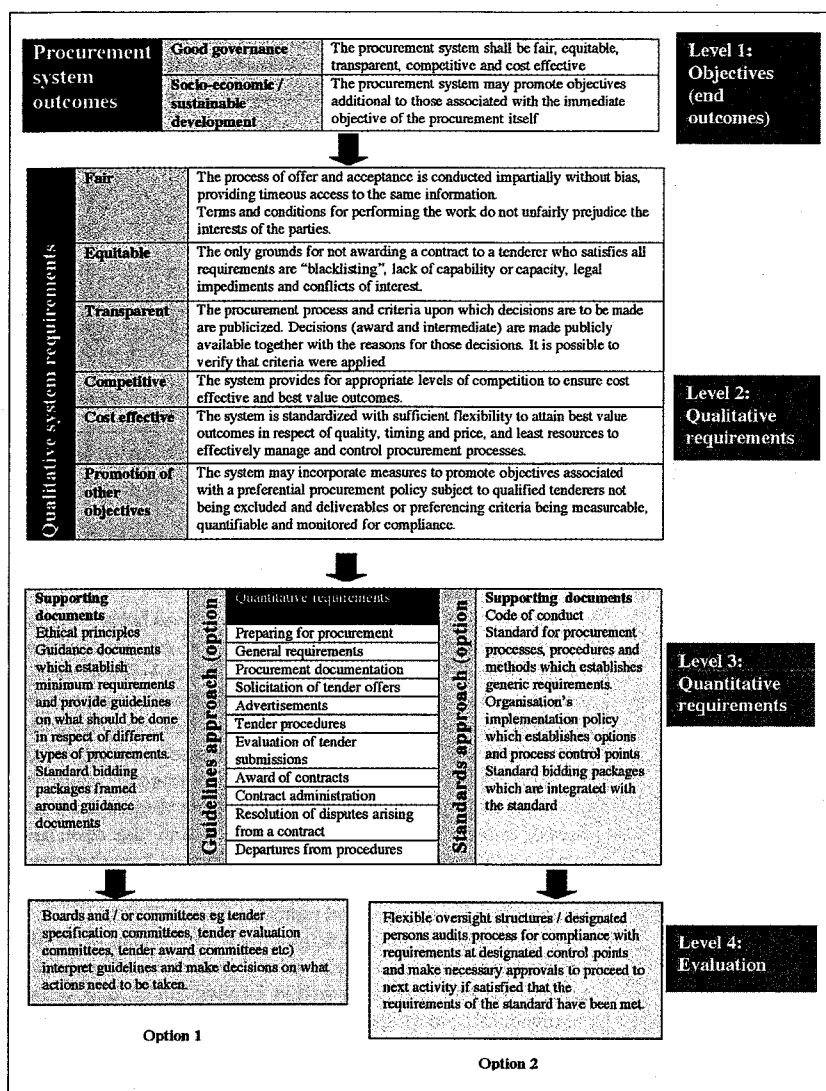 Procurement
system
outcomes
Good governance
The procurement system shall be fair, equitable,
transparent, competitive and cost effective
Socio-economic /
sustainable
development
The procurement system may promote objectives
additional to those associated with the immediate
objective of the procurement itself
Level 1:
Objectives
(end
outcomes)
Qualitative system requirements
Fair
The process of offer and acceptance is conducted impartially without bias,
providing timeous access to the same information.
Terms and conditions for performing the work do not unfairly prejudice the
interests of the parties.
Equitable
The only grounds for not awarding a contract to a tenderer who satisfies all
requirements are “blacklisting”, lack of capability or capacity, legal
impediments and conflicts of interest.
Transparent
The procurement process and criteria upon which decisions are to be made
are publicized. Decisions (award and intermediate) are made publicly
available together with the reasons for those decisions. It is possible to
verify that criteria were applied
Competitive
The system provides for appropriate levels of competition to ensure cost
effective and best value outcomes.
Cost effective
The system is standardized with sufficient flexibility to attain best value
outcomes in respect of quality, timing and price, and least resources to
effectively manage and control procurement processes.
Promotion of
other
objectives
The system may incorporate measures to promote objectives associated
with a preferential procurement policy subject to qualified tenderers not
being excluded and deliverables or preferencing criteria being measureable,
quantifiable and monitored for compliance.
Level 2:
Qualitative
requirements
Supporting
documents
Ethical principles
Guidance documents
which establish
minimum requirements
and provide guidelines
on what should be done
in respect of different
types of procurements.
Standard bidding
packages framed
around guidance
documents
Guidelines approach (option
Quantitative requirements
Preparing for procurement
General requirements
Procurement documentation
Solicitation of tender offers
Advertisements
Tender procedures
Evaluation of tender
submissions
Award of contracts
Contract administration
Resolution of disputes arising
from a contract
Departures from procedures
Standards approach (option
Supporting documents
Code of conduct
Standard for procurement
processes, procedures and
methods which establishes
generic requirements.
Organisation’s
implementation policy
which establishes options
and process control points
Standard bidding packages
which are integrated with
the standard
Level 3:
Quantitative
requirements
Boards and / or committees eg tender
specification committees, tender evaluation
committees, tender award committees etc)
interpret guidelines and make decisions on what
actions need to be taken.
Option 1
Flexible oversight structures / designated
persons audits process for compliance with
requirements at designated control points
and make necessary approvals to proceed to
next activity if satisfied that the
requirements of the standard have been met.
Option 2
Level 4:
Evaluation